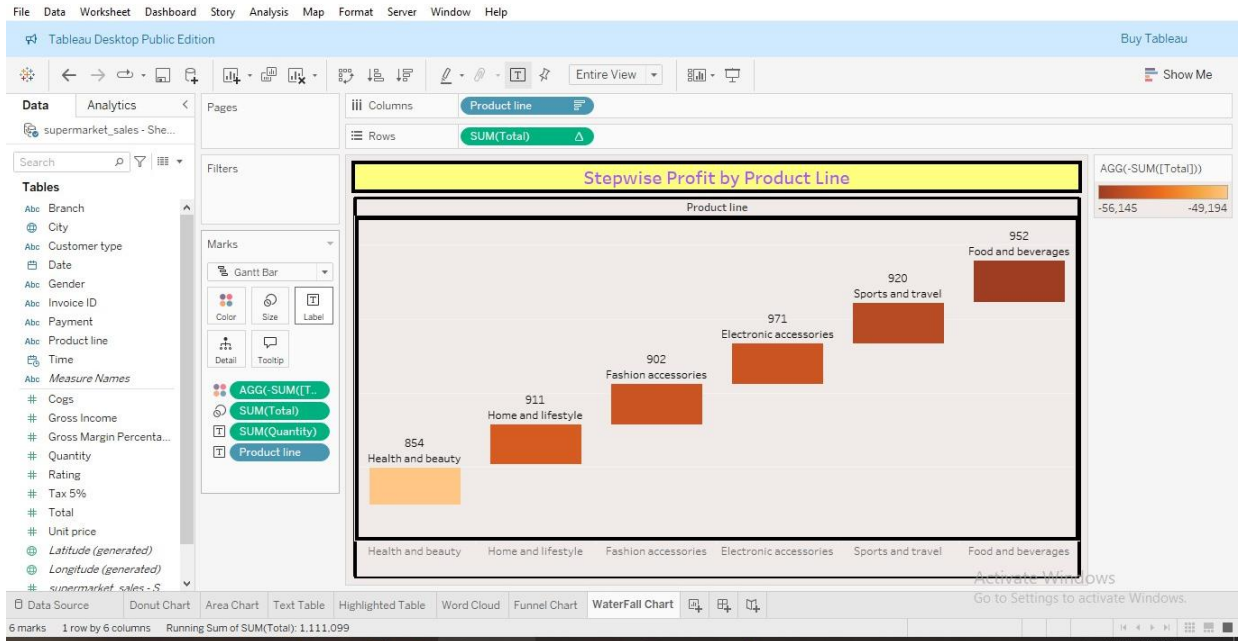 File Data Worksheet Dashboard Story Analysis Map Format Server Window Help
Tableau Desktop Public Edition
Buy Tableau
Entire View
Show Me
Data Analytics
supermarket_sales - She...
Search
Tables
Abc Branch
City
Abc Customer type
Date
Abc Gender
Abc Invoice ID
Abc Payment
Abc Product line
Time
Abc Measure Names
# Cogs
# Gross Income
# Gross Margin Percenta...
# Quantity
# Rating
# Tax 5%
# Total
# Unit price
Latitude (generated)
Longitude (generated)
# supermarket_sales - S
Pages
Filters
Marks
Gantt Bar
Color Size Label
Detail Tooltip
AGG(-SUM([T..
SUM(Total)
SUM(Quantity)
Product line
Columns Product line
Rows SUM(Total) Δ
Stepwise Profit by Product Line
Product line
952
Food and beverages
920
Sports and travel
971
Electronic accessories
902
Fashion accessories
911
Home and lifestyle
854
Health and beauty
Health and beauty Home and lifestyle Fashion accessories Electronic accessories Sports and travel Food and beverages
AGG(-SUM([Total]))
-56,145 -49,194
Activate Windows
Go to Settings to activate Windows.
Data Source Donut Chart Area Chart Text Table Highlighted Table Word Cloud Funnel Chart WaterFall Chart
6 marks 1 row by 6 columns Running Sum of SUM(Total): 1.111.099